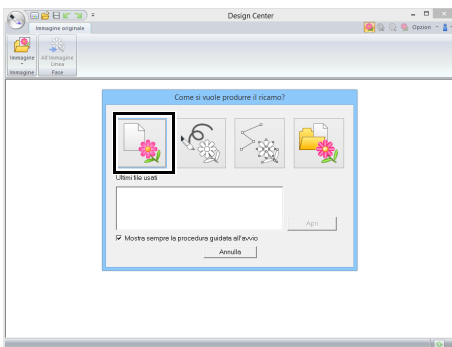 Design Center
Immagine originale
Opzion
Immagine
All'Immagine
Linea
Immagine
Fase
Come si vuole produrre il ricamo?
Ultimi file usati
Apri
Mostra sempre la procedura guidata all'avvio
Annulla